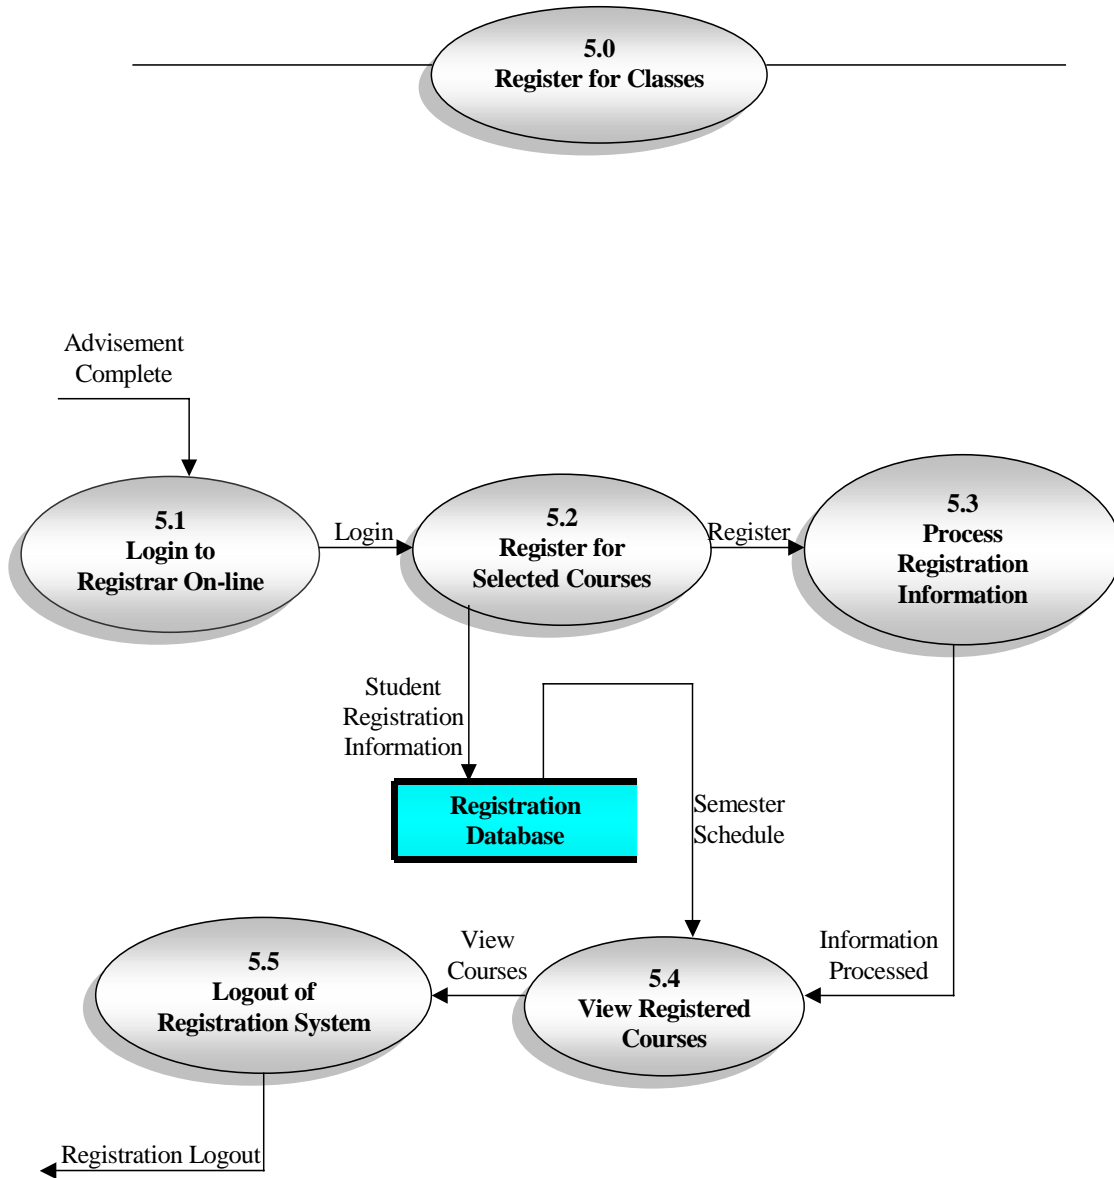 5.0
Register for Classes
Advisement
Complete
5.1
Login to
Registrar On-line
Login
5.2
Register for
Selected Courses
Register
5.3
Process
Registration
Information
Student
Registration
Information
Registration
Database
Semester
Schedule
Information
Processed
5.4
View Registered
Courses
View
Courses
5.5
Logout of
Registration System
Registration Logout